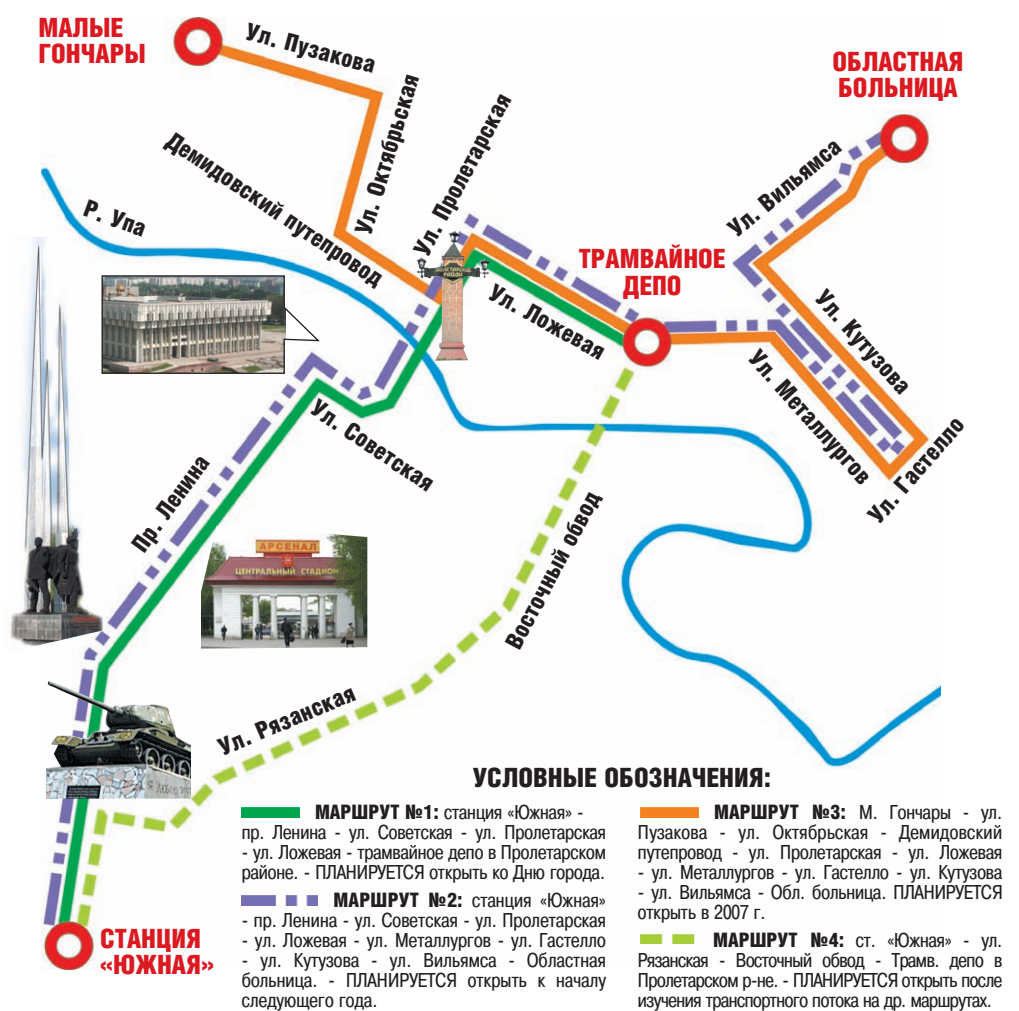 МАЛЫЕ
ГОНЧАРЫ
Ул. Пузакова
ОБЛАСТНАЯ
БОЛЬНИЦА
Ул. Октябрьская
Ул. Пролетарская
Демидовский путепровод
Ул. Вильямса
Р. Упа
ТРАМВАЙНОЕ
ДЕПО
ПРОЛЕТАРСКИЙ
РАЙОН
Ул. Ложевая
Ул. Кутузова
Ул. Металлургов
Ул. Гастелло
Ул. Советская
Пр. Ленина
АРСЕНАЛ
ЦЕНТРАЛЬНЫЙ СТАДИОН
Восточный обвод
Ул. Рязанская
СТАНЦИЯ
«ЮЖНАЯ»
УСЛОВНЫЕ ОБОЗНАЧЕНИЯ:
МАРШРУТ №1: станция «Южная» -
пр. Ленина - ул. Советская - ул. Пролетарская
- ул. Ложевая - трамвайное депо в Пролетарском
районе. - ПЛАНИРУЕТСЯ открыть ко Дню города.
МАРШРУТ №2: станция «Южная»
- пр. Ленина - ул. Советская - ул. Пролетарская
- ул. Ложевая - ул. Металлургов - ул. Гастелло
- ул. Кутузова - ул. Вильямса - Областная
больница. - ПЛАНИРУЕТСЯ открыть к началу
следующего года.
МАРШРУТ №3: М. Гончары - ул.
Пузакова - ул. Октябрьская - Демидовский
путепровод - ул. Пролетарская - ул. Ложевая
- ул. Металлургов - ул. Гастелло - ул. Кутузова
- ул. Вильямса - Обл. больница. ПЛАНИРУЕТСЯ
открыть в 2007 г.
МАРШРУТ №4: ст. «Южная» - ул.
Рязанская - Восточный обвод - Трамв. депо в
Пролетарском р-не. - ПЛАНИРУЕТСЯ открыть после
изучения транспортного потока на др. маршрутах.